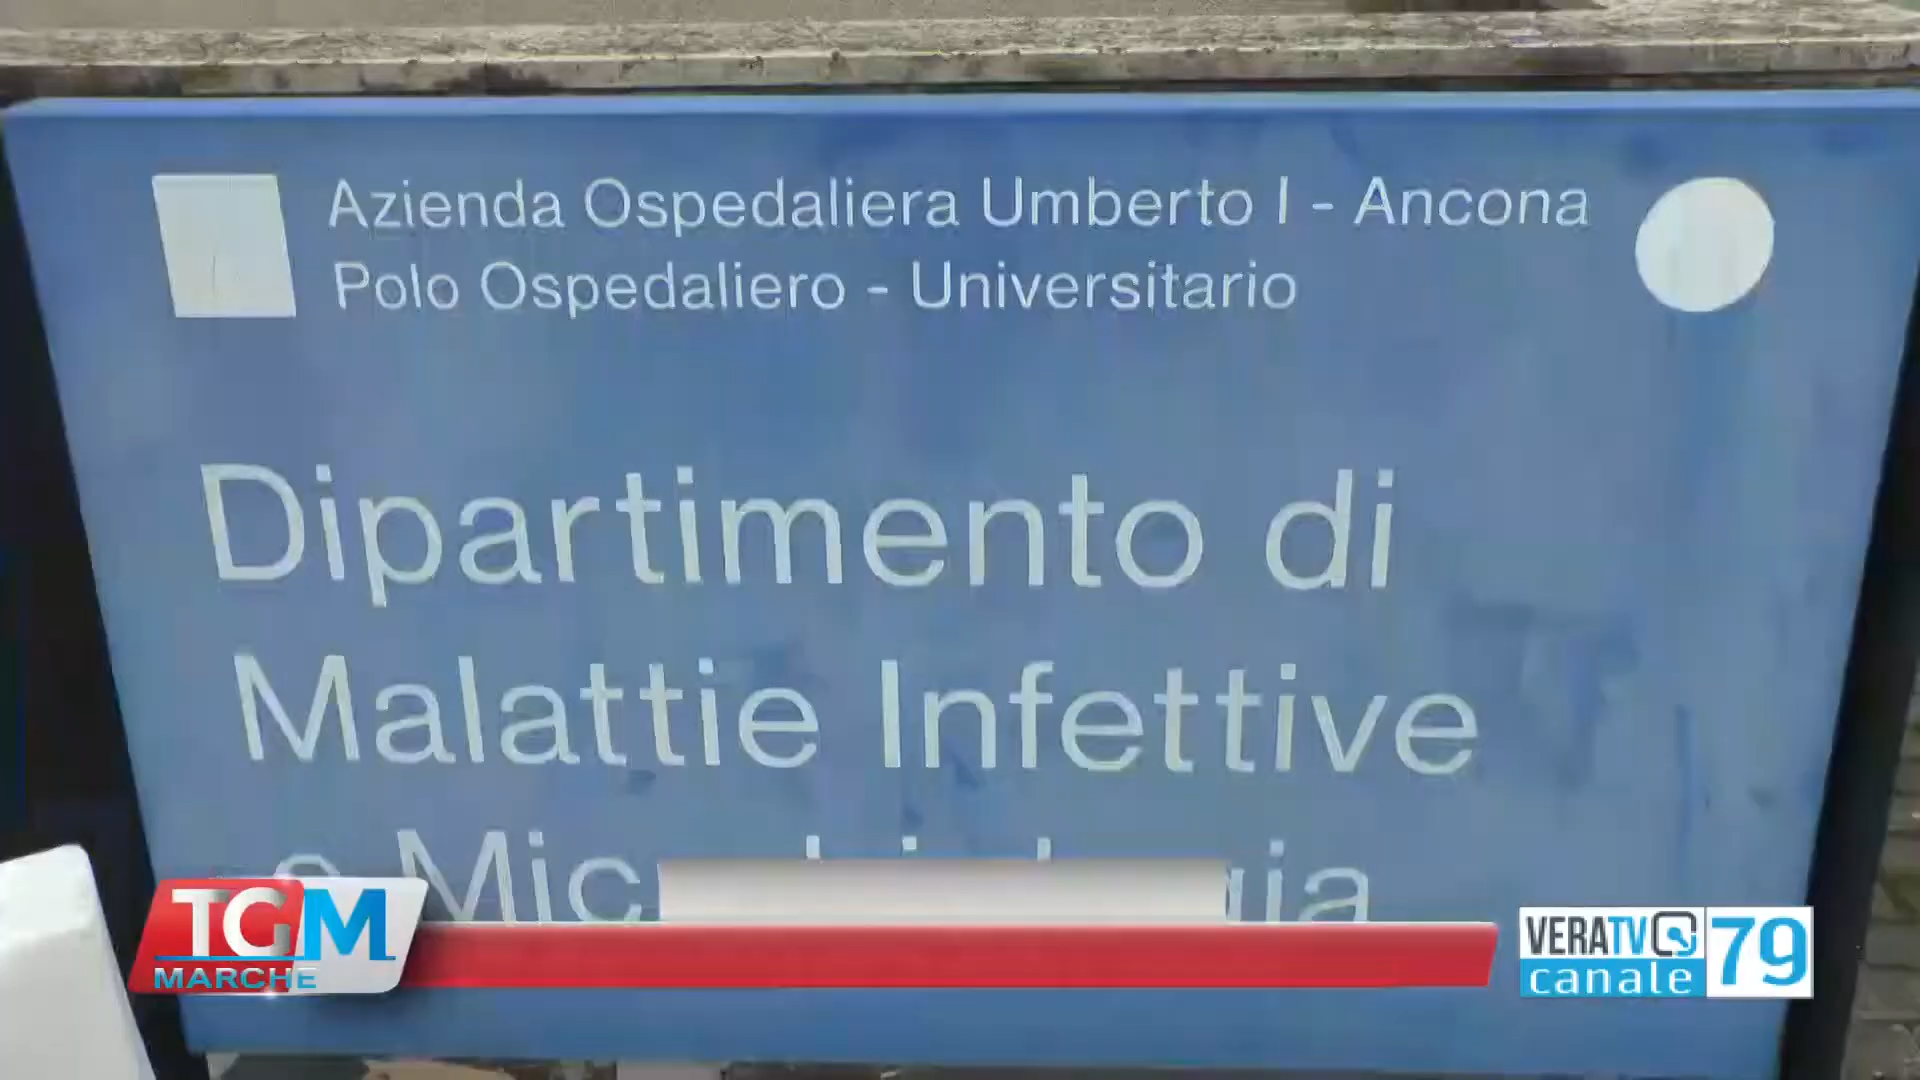 Azienda Ospedaliera Umberto I - Ancona
Polo Ospedaliero - Universitario
Dipartimento di
Malattie Infettive
TGM
MARCHE
VERATV
canale
79